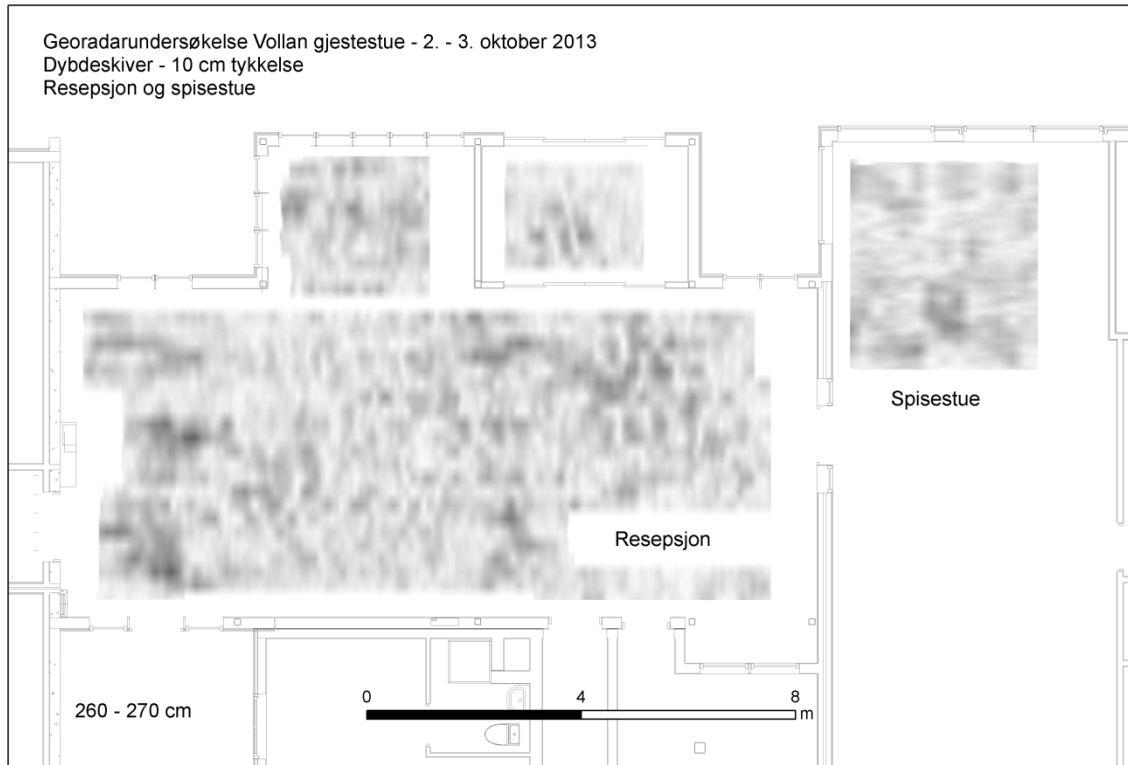 Georadarundersøkelse Vollan gjestestue - 2. - 3. oktober 2013
Dybdeskiver - 10 cm tykkelse
Resepsjon og spisestue
Spisestue
Resepsjon
260 - 270 cm
0 4 8
m